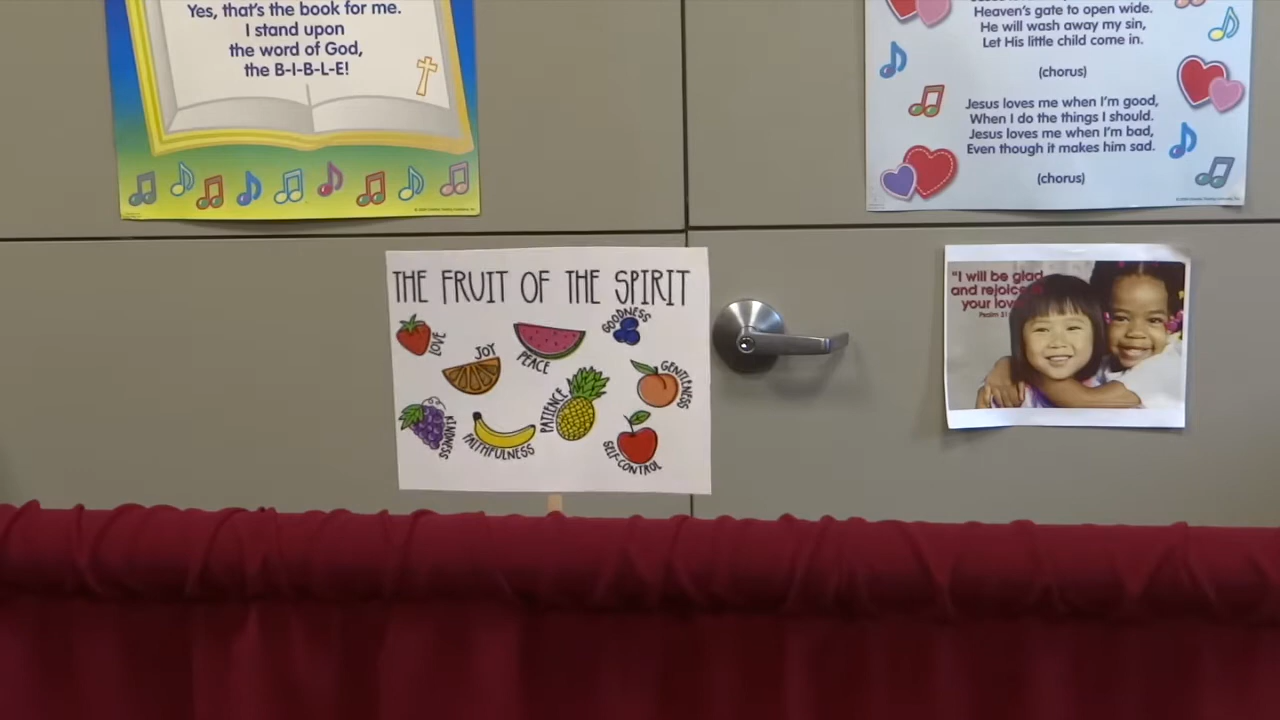 Yes, that's the book for me.
I stand upon
the word of God,
the B-I-B-L-E!
Heaven's gate to open wide.
He will wash away my sin,
Let His little child come in.
(chorus)
Jesus loves me when I'm good,
When I do the things I should.
Jesus loves me when I'm bad,
Even though it makes him sad.
(chorus)
THE FRUIT OF THE SPIRIT
LOVE
JOY
PEACE
GOODNESS
GENTLENESS
KINDNESS
FAITHFULNESS
PATIENCE
SELF-CONTROL
"I will be glad
and rejoice
your lov
Psalm 31